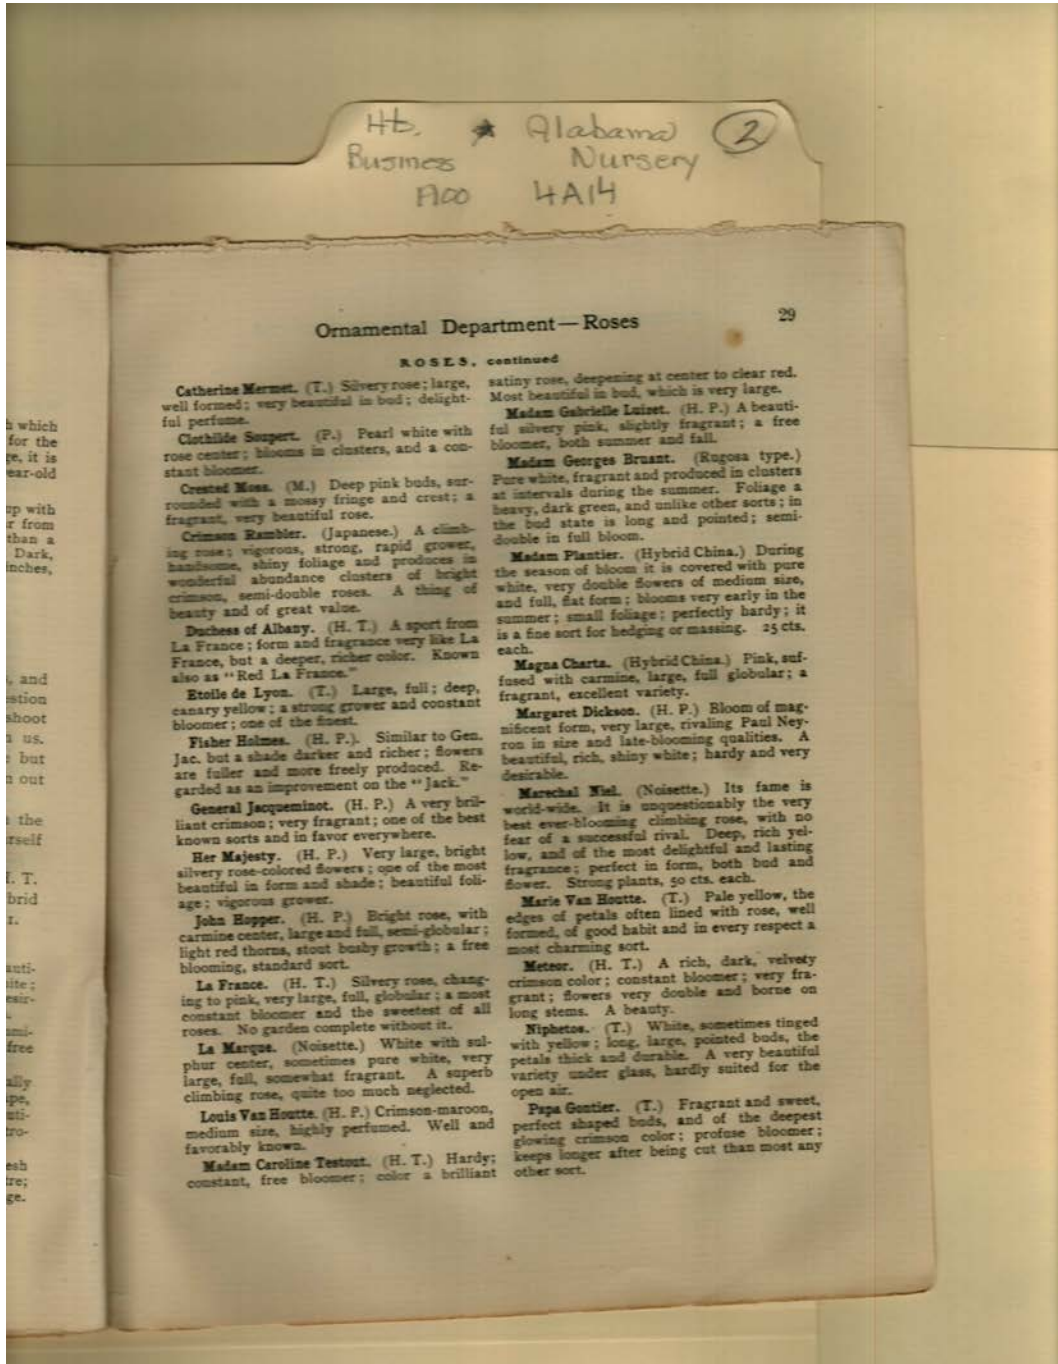 Hb. ★ Alabama 2
Business Nursery
A00 4A14
Ornamental Department — Roses 29
ROSES, continued
Catherine Mermet. (T.) Silvery rose; large,
well formed; very beautiful in bud; delight-
ful perfume.
Clothilde Soupert. (P.) Pearl white with
rose center; blooms in clusters, and a con-
stant bloomer.
Crested Moss. (M.) Deep pink buds, sur-
rounded with a mossy fringe and crest; a
fragrant, very beautiful rose.
Crimson Rambler. (Japanese.) A climb-
ing rose; vigorous, strong, rapid grower,
handsome, shiny foliage and produces in
wonderful abundance clusters of bright
crimson, semi-double roses. A thing of
beauty and of great value.
Duchess of Albany. (H. T.) A sport from
La France; form and fragrance very like La
France, but a deeper, richer color. Known
also as "Red La France."
Etoile de Lyon. (T.) Large, full; deep,
canary yellow; a strong grower and constant
bloomer; one of the finest.
Fisher Holmes. (H. P.). Similar to Gen.
Jac. but a shade darker and richer; flowers
are fuller and more freely produced. Re-
garded as an improvement on the "Jack."
General Jacqueminot. (H. P.) A very bril-
liant crimson; very fragrant; one of the best
known sorts and in favor everywhere.
Her Majesty. (H. P.) Very large, bright
silvery rose-colored flowers; one of the most
beautiful in form and shade; beautiful foli-
age; vigorous grower.
John Hopper. (H. P.) Bright rose, with
carmine center, large and full, semi-globular;
light red thorns, stout bushy growth; a free
blooming, standard sort.
La France. (H. T.) Silvery rose, chang-
ing to pink, very large, full, globular; a most
constant bloomer and the sweetest of all
roses. No garden complete without it.
La Marque. (Noisette.) White with sul-
phur center, sometimes pure white, very
large, full, somewhat fragrant. A superb
climbing rose, quite too much neglected.
Louis Van Houtte. (H. P.) Crimson-maroon,
medium size, highly perfumed. Well and
favorably known.
Madam Caroline Testout. (H. T.) Hardy;
constant, free bloomer; color a brilliant
satiny rose, deepening at center to clear red.
Most beautiful in bud, which is very large.
Madam Gabrielle Luizet. (H. P.) A beauti-
ful silvery pink, slightly fragrant; a free
bloomer, both summer and fall.
Madam Georges Bruant. (Rugosa type.)
Pure white, fragrant and produced in clusters
at intervals during the summer. Foliage a
heavy, dark green, and unlike other sorts; in
the bud state is long and pointed; semi-
double in full bloom.
Madam Plantier. (Hybrid China.) During
the season of bloom it is covered with pure
white, very double flowers of medium size,
and full, flat form; blooms very early in the
summer; small foliage; perfectly hardy; it
is a fine sort for hedging or massing. 25 cts.
each.
Magna Charta. (Hybrid China.) Pink, suf-
fused with carmine, large, full globular; a
fragrant, excellent variety.
Margaret Dickson. (H. P.) Bloom of mag-
nificent form, very large, rivaling Paul Ney-
ron in size and late-blooming qualities. A
beautiful, rich, shiny white; hardy and very
desirable.
Marechal Niel. (Noisette.) Its fame is
world-wide. It is unquestionably the very
best ever-blooming climbing rose, with no
fear of a successful rival. Deep, rich yel-
low, and of the most delightful and lasting
fragrance; perfect in form, both bud and
flower. Strong plants, 50 cts. each.
Marie Van Houtte. (T.) Pale yellow, the
edges of petals often lined with rose, well
formed, of good habit and in every respect a
most charming sort.
Meteor. (H. T.) A rich, dark, velvety
crimson color; constant bloomer; very fra-
grant; flowers very double and borne on
long stems. A beauty.
Niphetos. (T.) White, sometimes tinged
with yellow; long, large, pointed buds, the
petals thick and durable. A very beautiful
variety under glass, hardly suited for the
open air.
Papa Gontier. (T.) Fragrant and sweet,
perfect shaped buds, and of the deepest
glowing crimson color; profuse bloomer;
keeps longer after being cut than most any
other sort.